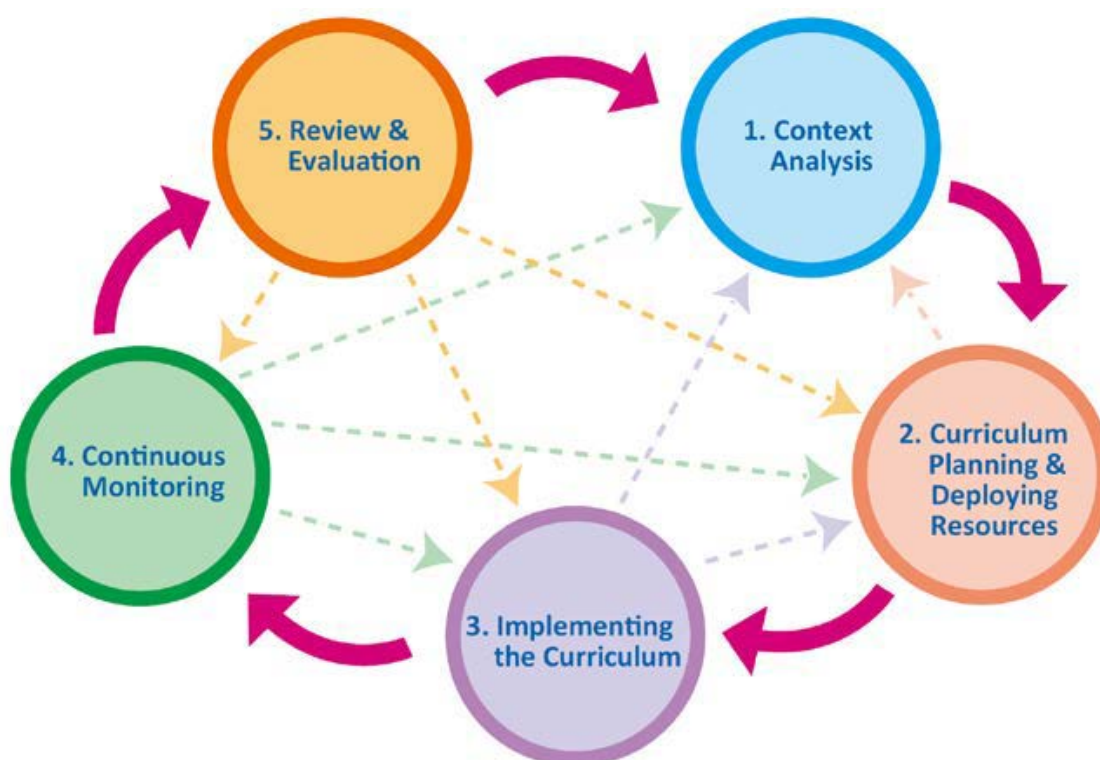 1. Context
Analysis
2. Curriculum
Planning &
Deploying
Resources
3. Implementing
the Curriculum
4. Continuous
Monitoring
5. Review &
Evaluation